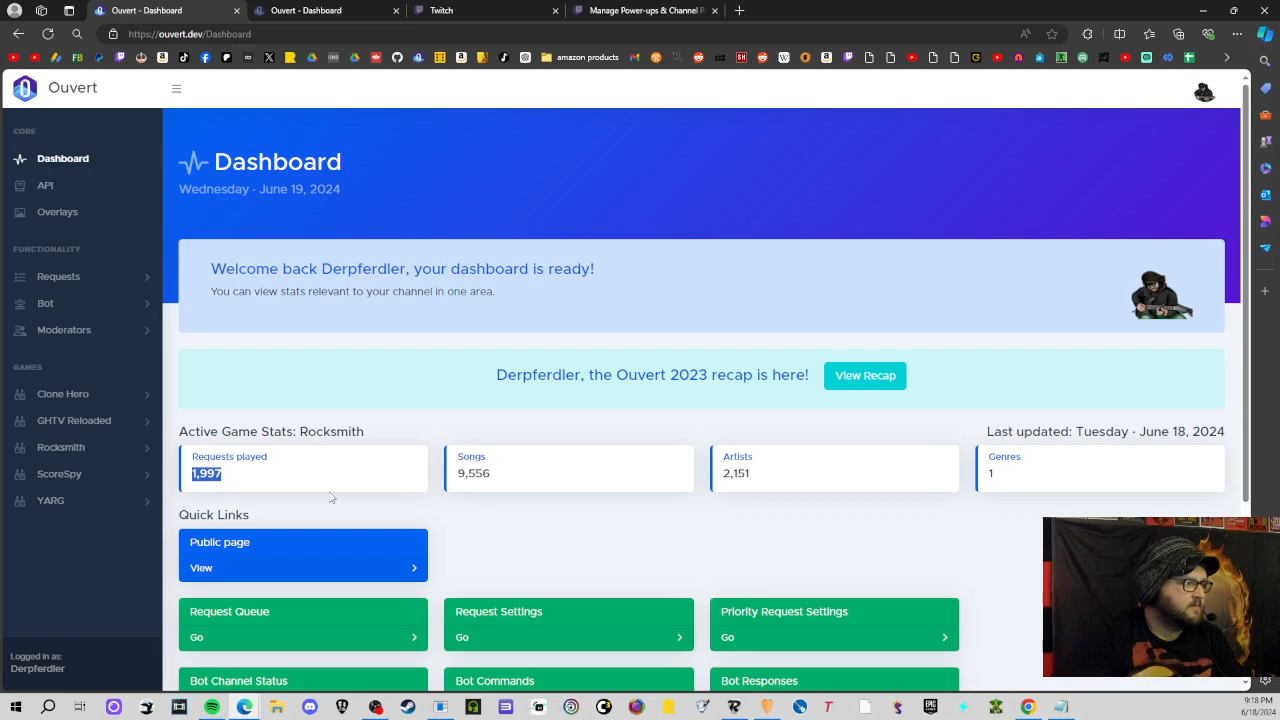 Ouvert - Dashboard
Ouvert - Dashboard
Twitch
Manage Power-ups & Channel P
https://ouvert.dev/Dashboard
amazon products
Ouvert
CORE
Dashboard
API
Overlays
FUNCTIONALITY
Requests
Bot
Moderators
GAMES
Clone Hero
GHTV Reloaded
Rocksmith
ScoreSpy
YARG
Logged in as:
Derpferdler
Dashboard
Wednesday · June 19, 2024
Welcome back Derpferdler, your dashboard is ready!
You can view stats relevant to your channel in one area.
Derpferdler, the Ouvert 2023 recap is here!
View Recap
Active Game Stats: Rocksmith
Last updated: Tuesday · June 18, 2024
Requests played
1,997
Songs
9,556
Artists
2,151
Genres
1
Quick Links
Public page
View
Request Queue
Go
Request Settings
Go
Priority Request Settings
Go
Bot Channel Status
Bot Commands
Bot Responses
9:18 PM
6/18/2024